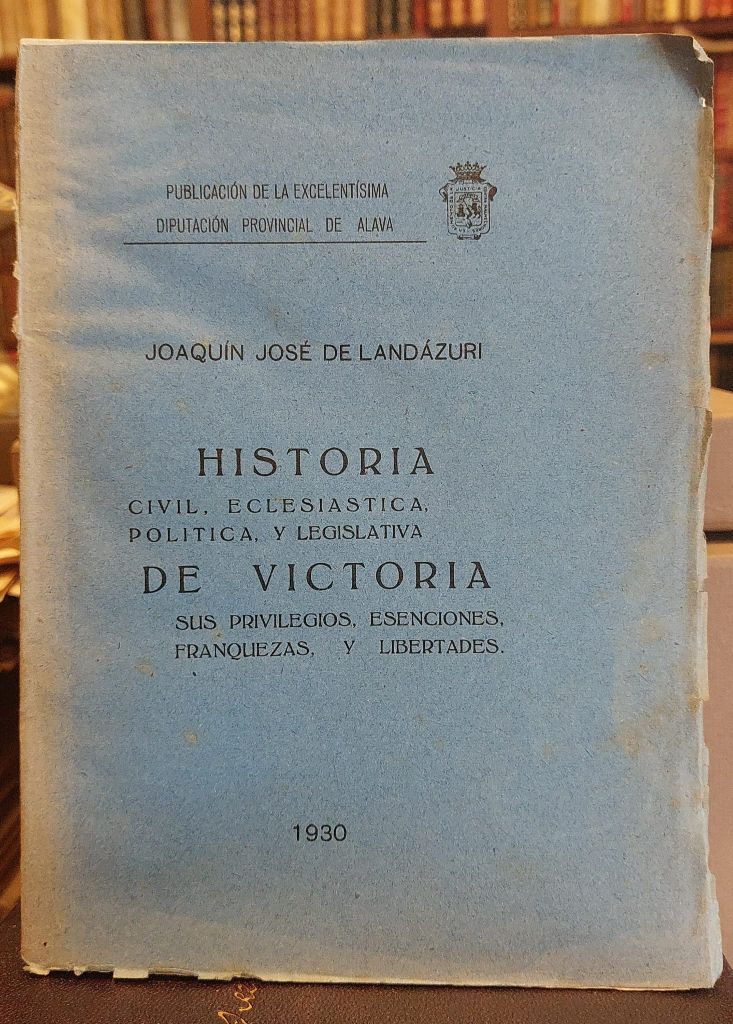 PUBLICACIÓN DE LA EXCELENTÍSIMA
DIPUTACIÓN PROVINCIAL DE ALAVA
JOAQUÍN JOSÉ DE LANDÁZURI
HISTORIA
CIVIL, ECLESIASTICA,
POLITICA, Y LEGISLATIVA
DE VICTORIA
SUS PRIVILEGIOS, ESENCIONES,
FRANQUEZAS, Y LIBERTADES.
1930